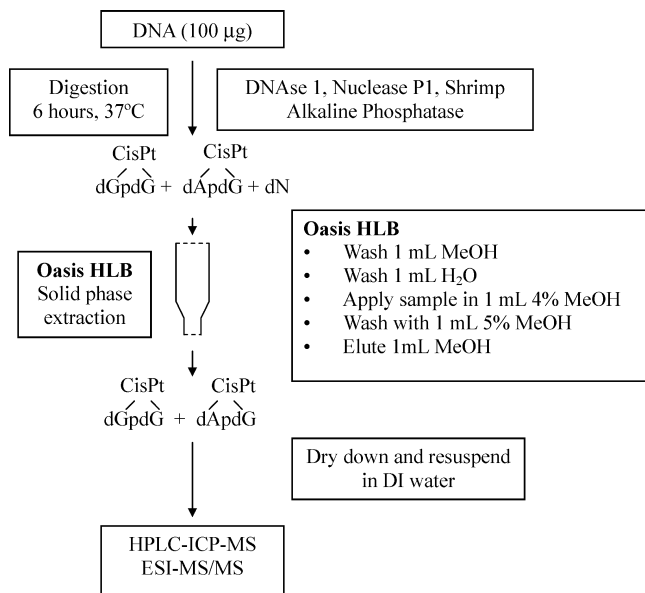 DNA (100 µg)
Digestion
6 hours, 37°C
DNAse 1, Nuclease P1, Shrimp
Alkaline Phosphatase
CisPt CisPt
dGpdG + dApdG + dN
Oasis HLB
Solid phase
extraction
Oasis HLB
• Wash 1 mL MeOH
• Wash 1 mL H₂O
• Apply sample in 1 mL 4% MeOH
• Wash with 1 mL 5% MeOH
• Elute 1mL MeOH
CisPt CisPt
dGpdG + dApdG
Dry down and resuspend
in DI water
HPLC-ICP-MS
ESI-MS/MS